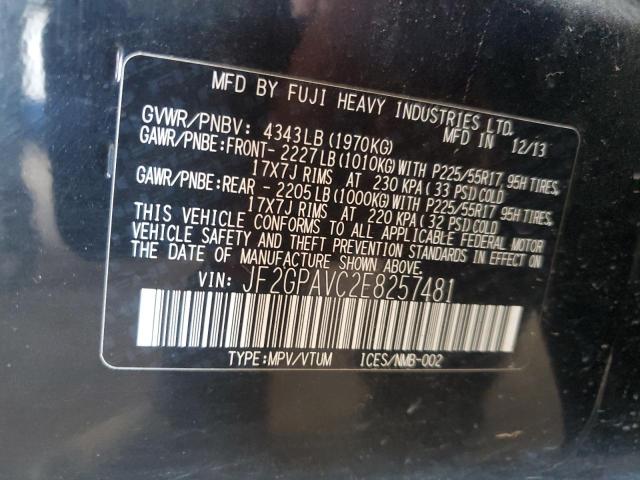 MFD BY FUJI HEAVY INDUSTRIES LTD.
MFD IN 12/13
GVWR/PNBV: 4343LB(1970KG)
GAWR/PNBE:FRONT- 2227LB(1010KG)WITH P225/55R17 95H TIRES,
17X7J RIMS AT 230 KPA(33 PSI)COLD
GAWR/PNBE:REAR - 2205LB(1000KG)WITH P225/55R17 95H TIRES,
17X7J RIMS AT 220 KPA(32 PSI)COLD
THIS VEHICLE CONFORMS TO ALL APPLICABLE FEDERAL MOTOR
VEHICLE SAFETY AND THEFT PREVENTION STANDARDS IN EFFECT ON
THE DATE OF MANUFACTURE SHOWN ABOVE.
VIN: JF2GPAVC2E8257481
TYPE:MPV/VTUM ICES/NMB-002